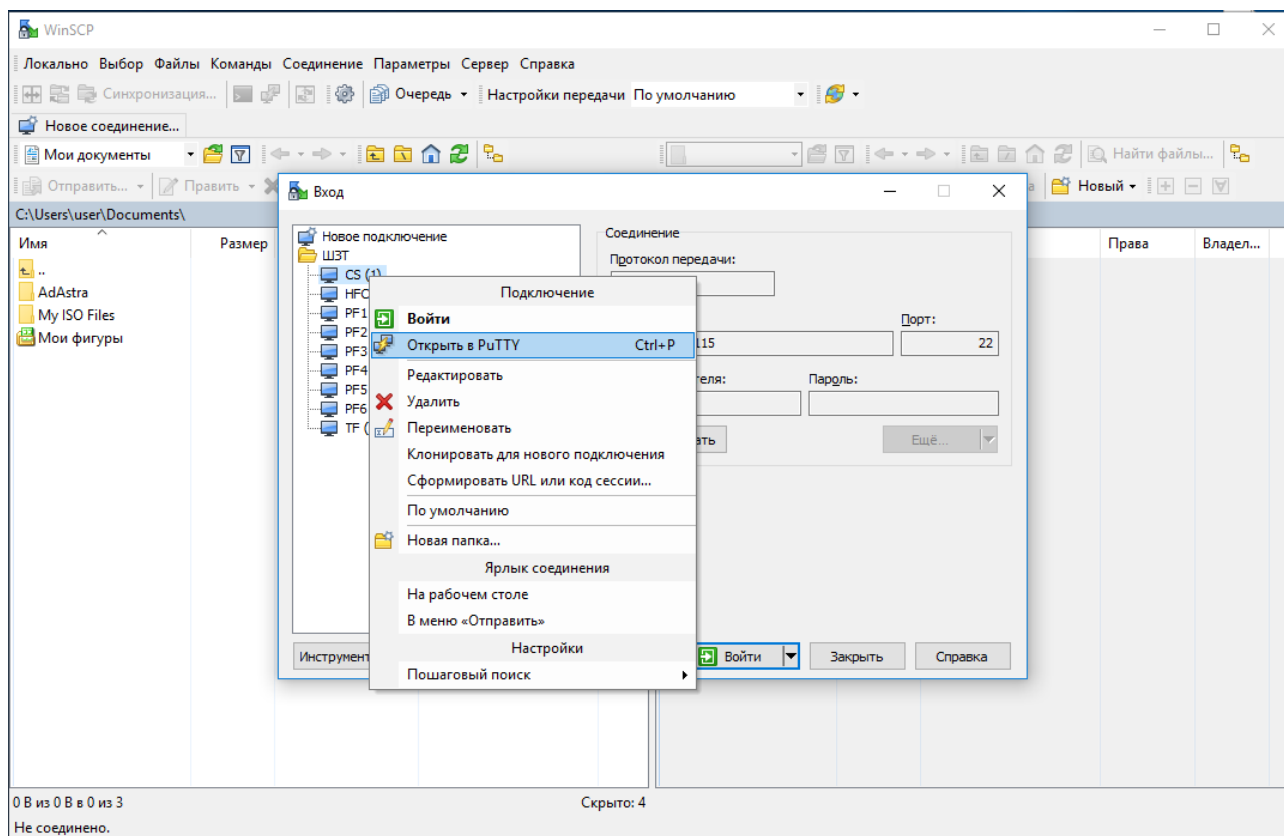 WinSCP
Локально Выбор Файлы Команды Соединение Параметры Сервер Справка
Синхронизация... Очередь Настройки передачи По умолчанию
Новое соединение...
Мои документы Найти файлы...
Отправить... Править Новый
C:\Users\user\Documents\
Имя Размер Права Владел...
..
AdAstra
My ISO Files
Мои фигуры
Вход
Новое подключение
ШЗТ
CS (1)
HFC
PF1
PF2
PF3
PF4
PF5
PF6
TF (
Соединение
Протокол передачи:
Порт:
115 22
Пароль:
Ещё...
Подключение
Войти
Открыть в PuTTY Ctrl+P
Редактировать
Удалить
Переименовать
Клонировать для нового подключения
Сформировать URL или код сессии...
По умолчанию
Новая папка...
Ярлык соединения
На рабочем столе
В меню «Отправить»
Настройки
Пошаговый поиск
Инструмент Войти Закрыть Справка
0 B из 0 B в 0 из 3 Скрыто: 4
Не соединено.